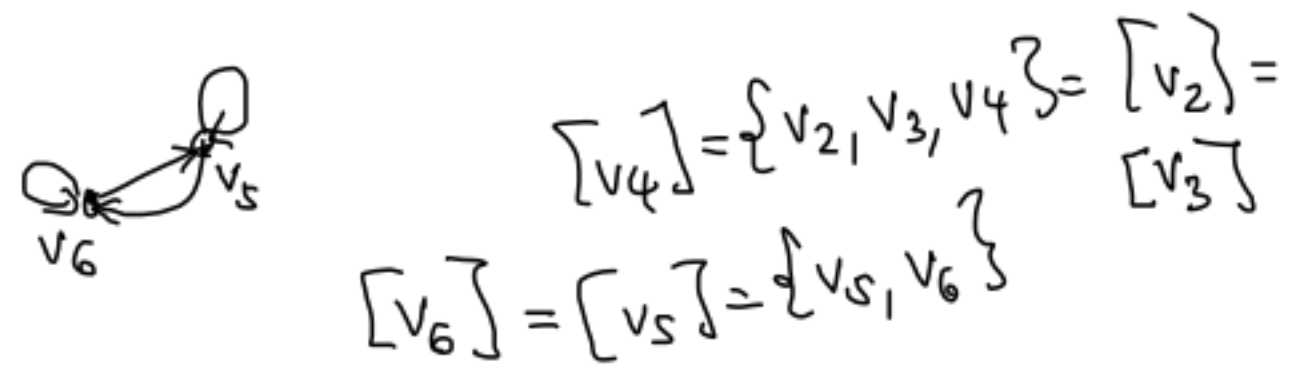 v5
v6
[v4] = {v2, v3, v4} = [v2] =
[v3]
[v6] = [v5] = {v5, v6}